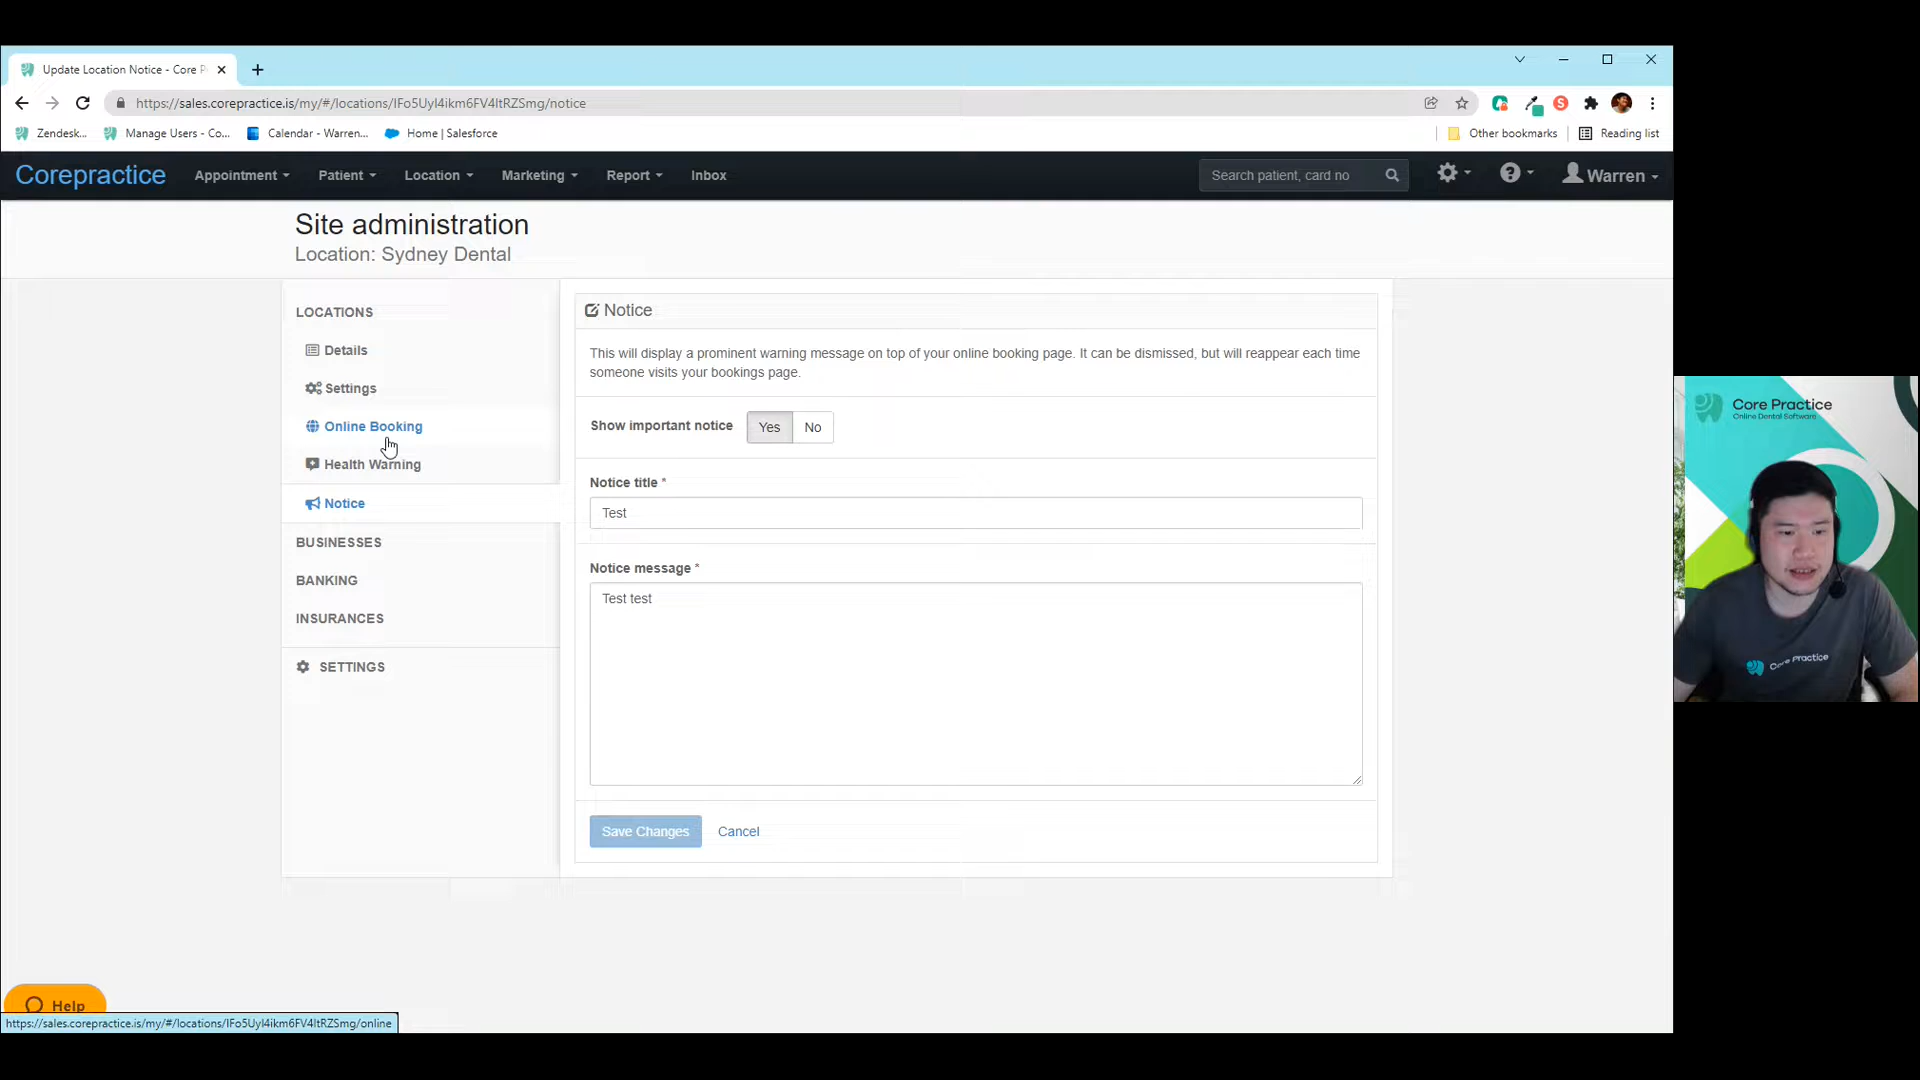 Update Location Notice - Core P
https://sales.corepractice.is/my/#/locations/IFo5UyI4ikm6FV4ltRZSmg/notice
Zendesk...
Manage Users - Co...
Calendar - Warren...
Home | Salesforce
Other bookmarks
Reading list
Corepractice
Appointment
Patient
Location
Marketing
Report
Inbox
Search patient, card no
Warren
Site administration
Location: Sydney Dental
LOCATIONS
Details
Settings
Online Booking
Health Warning
Notice
BUSINESSES
BANKING
INSURANCES
SETTINGS
Notice
This will display a prominent warning message on top of your online booking page. It can be dismissed, but will reappear each time
someone visits your bookings page.
Show important notice
Yes
No
Notice title *
Test
Notice message *
Test test
Save Changes
Cancel
Help
https://sales.corepractice.is/my/#/locations/IFo5UyI4ikm6FV4ltRZSmg/online
Core Practice
Online Dental Software
Core Practice